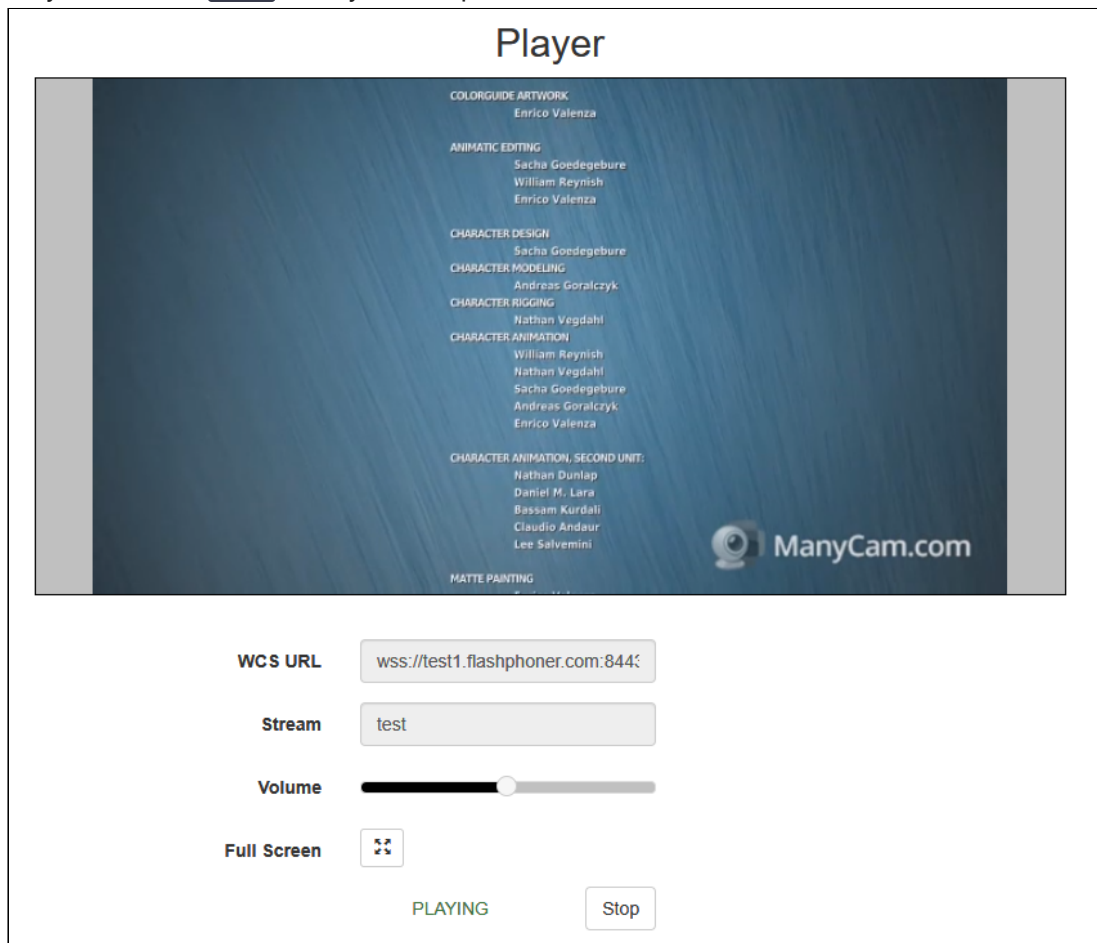 Player
COLORGUIDE ARTWORK
Enrico Valenza
ANIMATIC EDITING
Sacha Goedegebure
William Reynish
Enrico Valenza
CHARACTER DESIGN
Sacha Goedegebure
CHARACTER MODELING
Andreas Goralczyk
CHARACTER RIGGING
Nathan Vegdahl
CHARACTER ANIMATION
William Reynish
Nathan Vegdahl
Sacha Goedegebure
Andreas Goralczyk
Enrico Valenza
CHARACTER ANIMATION, SECOND UNIT:
Nathan Dunlap
Daniel M. Lara
Bassam Kurdali
Claudio Andaur
Lee Salvemini
ManyCam.com
MATTE PAINTING
WCS URL wss://test1.flashphoner.com:8443
Stream test
Volume
Full Screen
PLAYING Stop